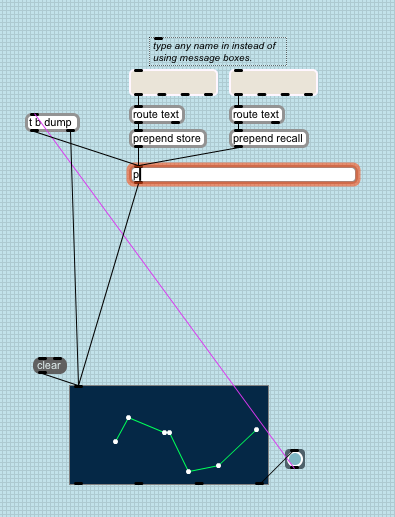 type any name in instead of
using message boxes.
route text
route text
t b dump
prepend store
prepend recall
p
clear